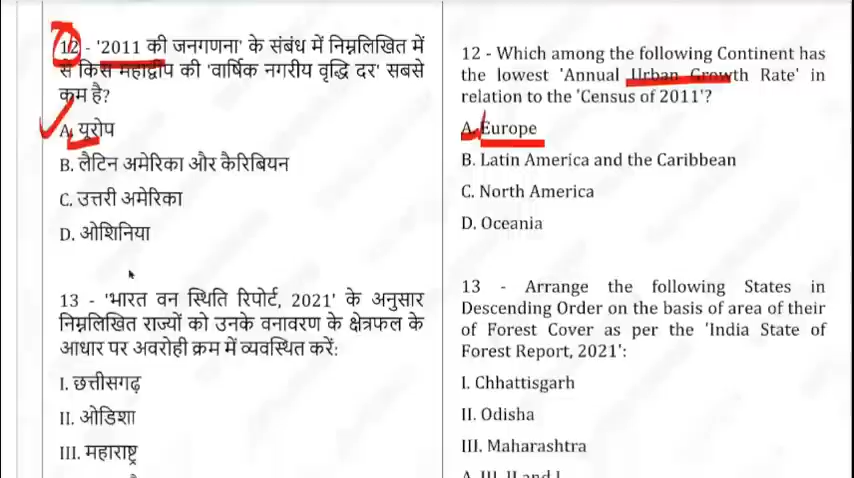 12 - '2011 की जनगणना' के संबंध में निम्नलिखित में
से किस महाद्वीप की 'वार्षिक नगरीय वृद्धि दर' सबसे
कम है?
A. यूरोप
B. लैटिन अमेरिका और कैरिबियन
C. उत्तरी अमेरिका
D. ओशिनिया
13 - 'भारत वन स्थिति रिपोर्ट, 2021' के अनुसार
निम्नलिखित राज्यों को उनके वनावरण के क्षेत्रफल के
आधार पर अवरोही क्रम में व्यवस्थित करें:
I. छत्तीसगढ़
II. ओडिशा
III. महाराष्ट्र
12 - Which among the following Continent has
the lowest 'Annual Urban Growth Rate' in
relation to the 'Census of 2011'?
A. Europe
B. Latin America and the Caribbean
C. North America
D. Oceania
13 - Arrange the following States in
Descending Order on the basis of area of their
of Forest Cover as per the 'India State of
Forest Report, 2021':
I. Chhattisgarh
II. Odisha
III. Maharashtra
A. III, II and I